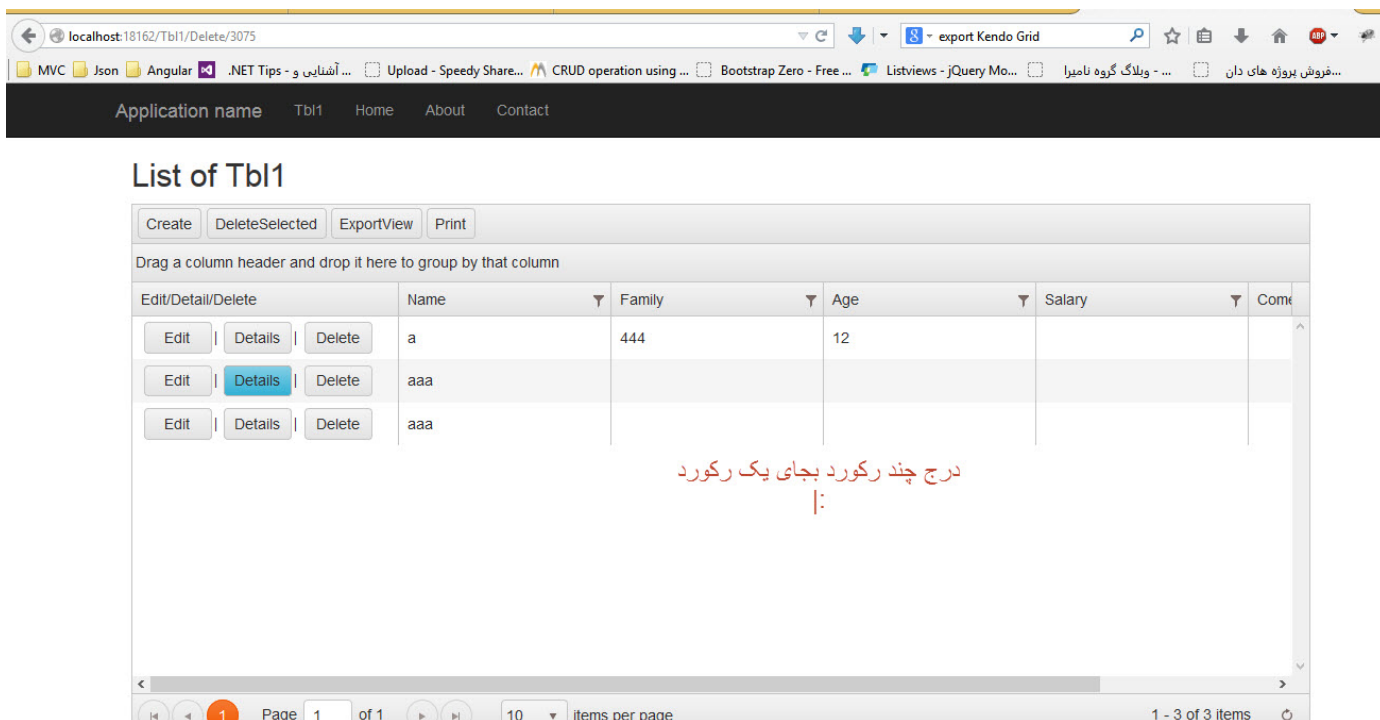 localhost:18162/Tbl1/Delete/3075
export Kendo Grid
ABP
MVC Json Angular .NET Tips - آشنایی و ... Upload - Speedy Share... CRUD operation using ... Bootstrap Zero - Free ... Listviews - jQuery Mo... وبلاگ گروه نامیرا - ... فروش پروژه های دان...
Application name Tbl1 Home About Contact
List of Tbl1
Create DeleteSelected ExportView Print
Drag a column header and drop it here to group by that column
Edit/Detail/Delete Name Family Age Salary Come
Edit | Details | Delete a 444 12
Edit | Details | Delete aaa
Edit | Details | Delete aaa
درج چند رکورد بجای یک رکورد
:|
1 Page 1 of 1 10 items per page 1 - 3 of 3 items